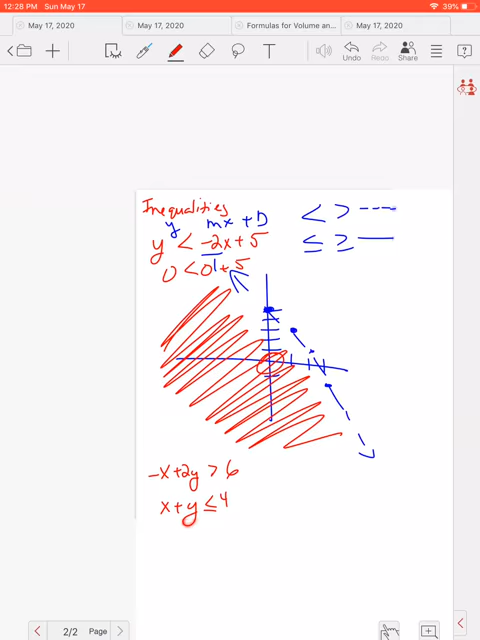 12:28 PM Sun May 17
39%
May 17, 2020
May 17, 2020
Formulas for Volume an...
May 17, 2020
T
Undo
Redo
Share
?
Inequalities
y mx + b
y < -2x + 5
1
0 < 0 + 5
< > ---
≤ ≥ —
-x + 2y > 6
x + y ≤ 4
2/2 Page